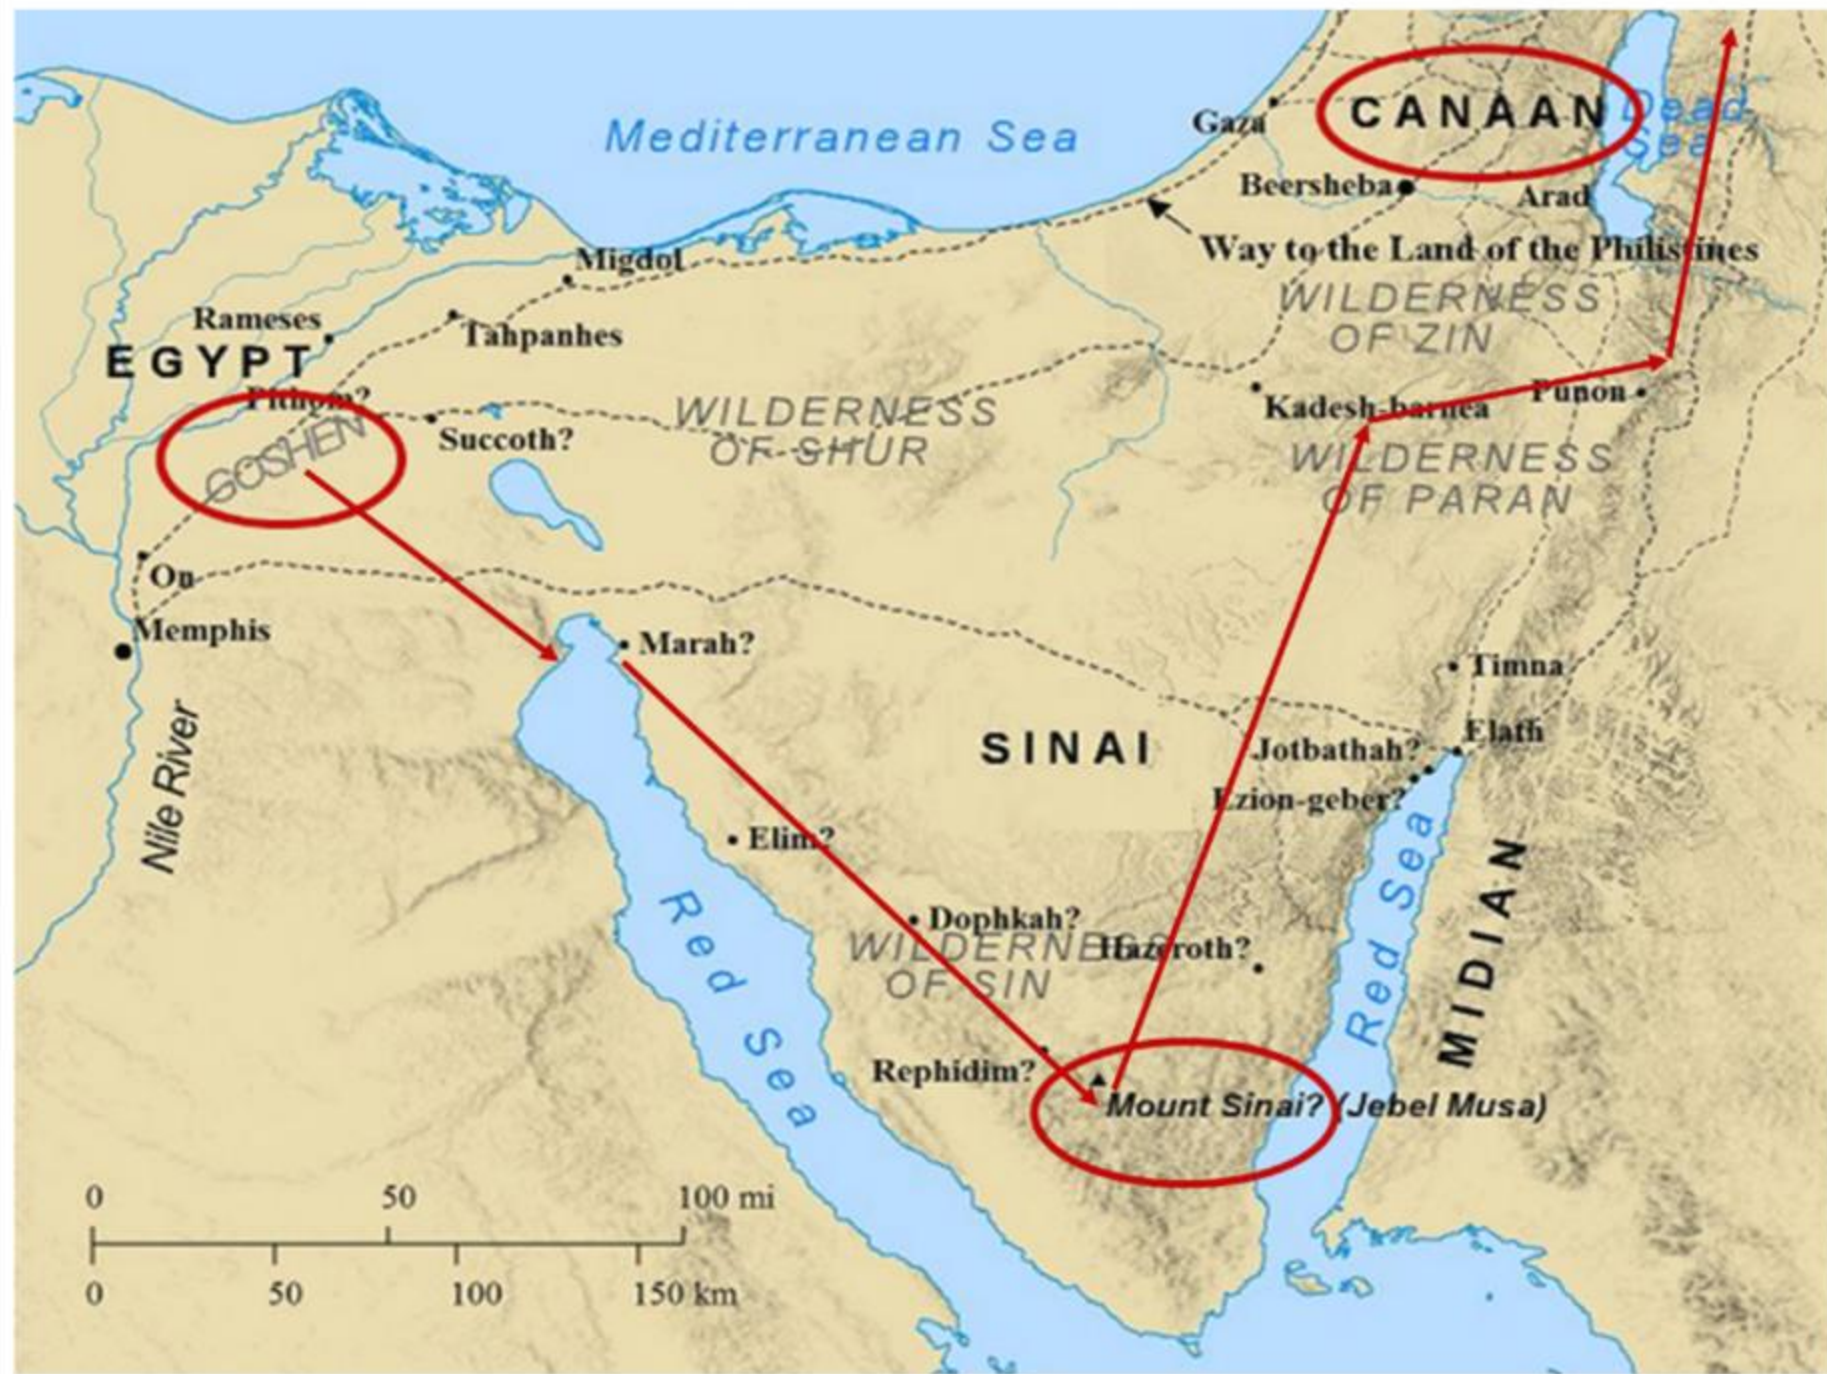 CANAAN
Dead
Sea
Gaza
Mediterranean Sea
Beersheba
Arad
Way to the Land of the Philistines
Migdol
WILDERNESS
OF ZIN
Rameses
Tahpanhes
EGYPT
Pithom?
Kadesh-barnea
Punon
WILDERNESS
OF SHUR
Succoth?
GOSHEN
WILDERNESS
OF PARAN
On
Memphis
Marah?
Timna
Nile River
SINAI
Elath
Jotbathah?
Ezion-geber?
Elim?
Red Sea
Red Sea
MIDIAN
Dophkah?
WILDERNESS
OF SIN
Hazeroth?
Rephidim?
Mount Sinai? (Jebel Musa)
0 50 100 mi
0 50 100 150 km